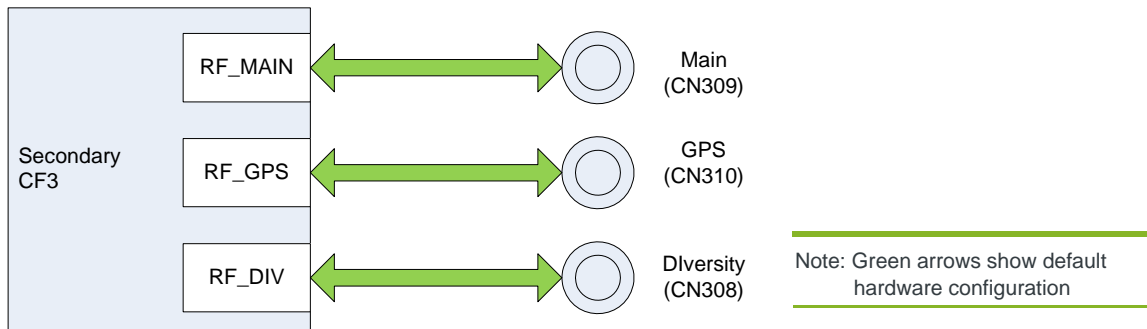 Secondary
CF3
RF_MAIN
Main
(CN309)
RF_GPS
GPS
(CN310)
RF_DIV
DIversity
(CN308)
Note: Green arrows show default
hardware configuration